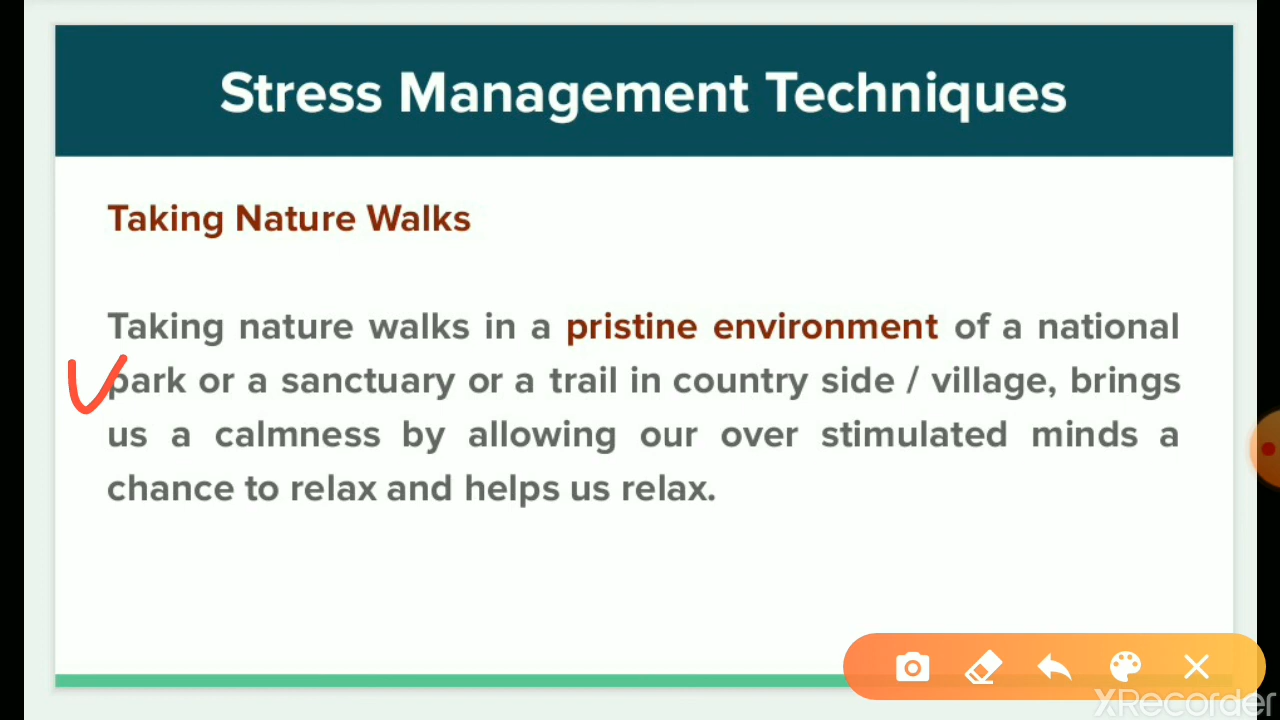 Stress Management Techniques
Taking Nature Walks
Taking nature walks in a pristine environment of a national
park or a sanctuary or a trail in country side / village, brings
us a calmness by allowing our over stimulated minds a
chance to relax and helps us relax.
XRecorder